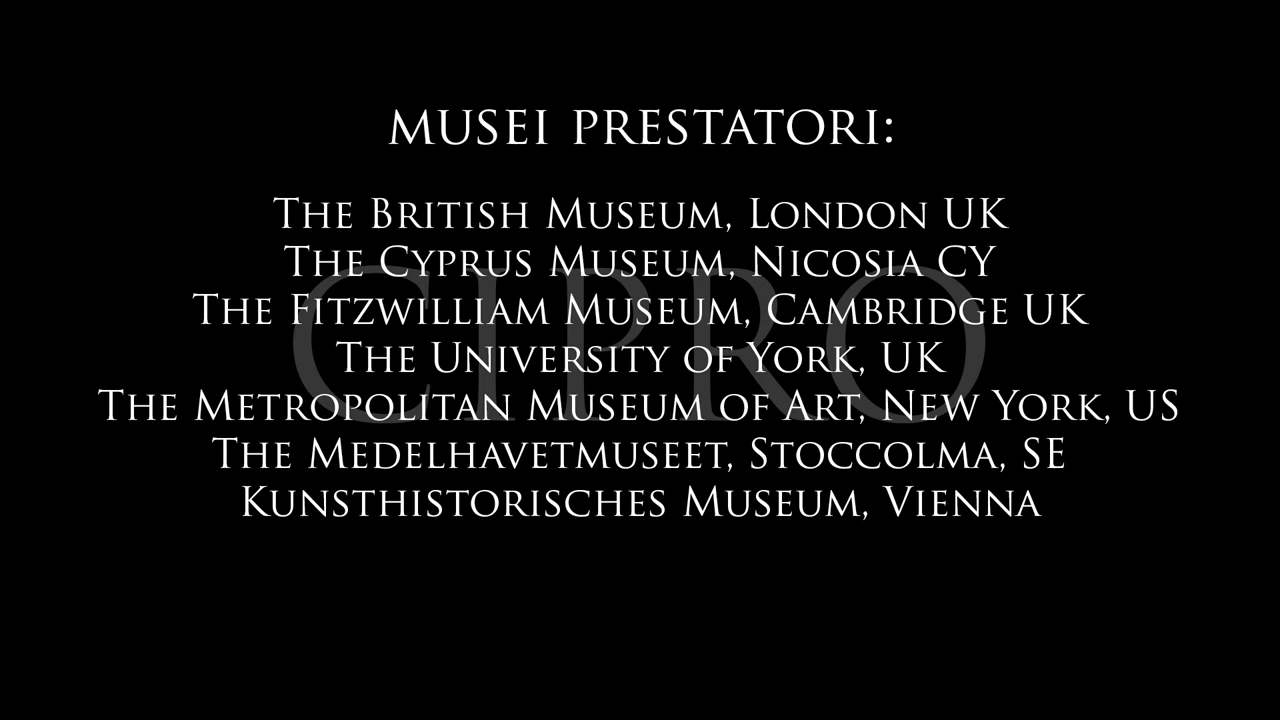 MUSEI PRESTATORI:
The British Museum, London UK
The Cyprus Museum, Nicosia CY
The Fitzwilliam Museum, Cambridge UK
CIPRO
The University of York, UK
The Metropolitan Museum of Art, New York, US
The Medelhavetmuseet, Stoccolma, SE
Kunsthistorisches Museum, Vienna